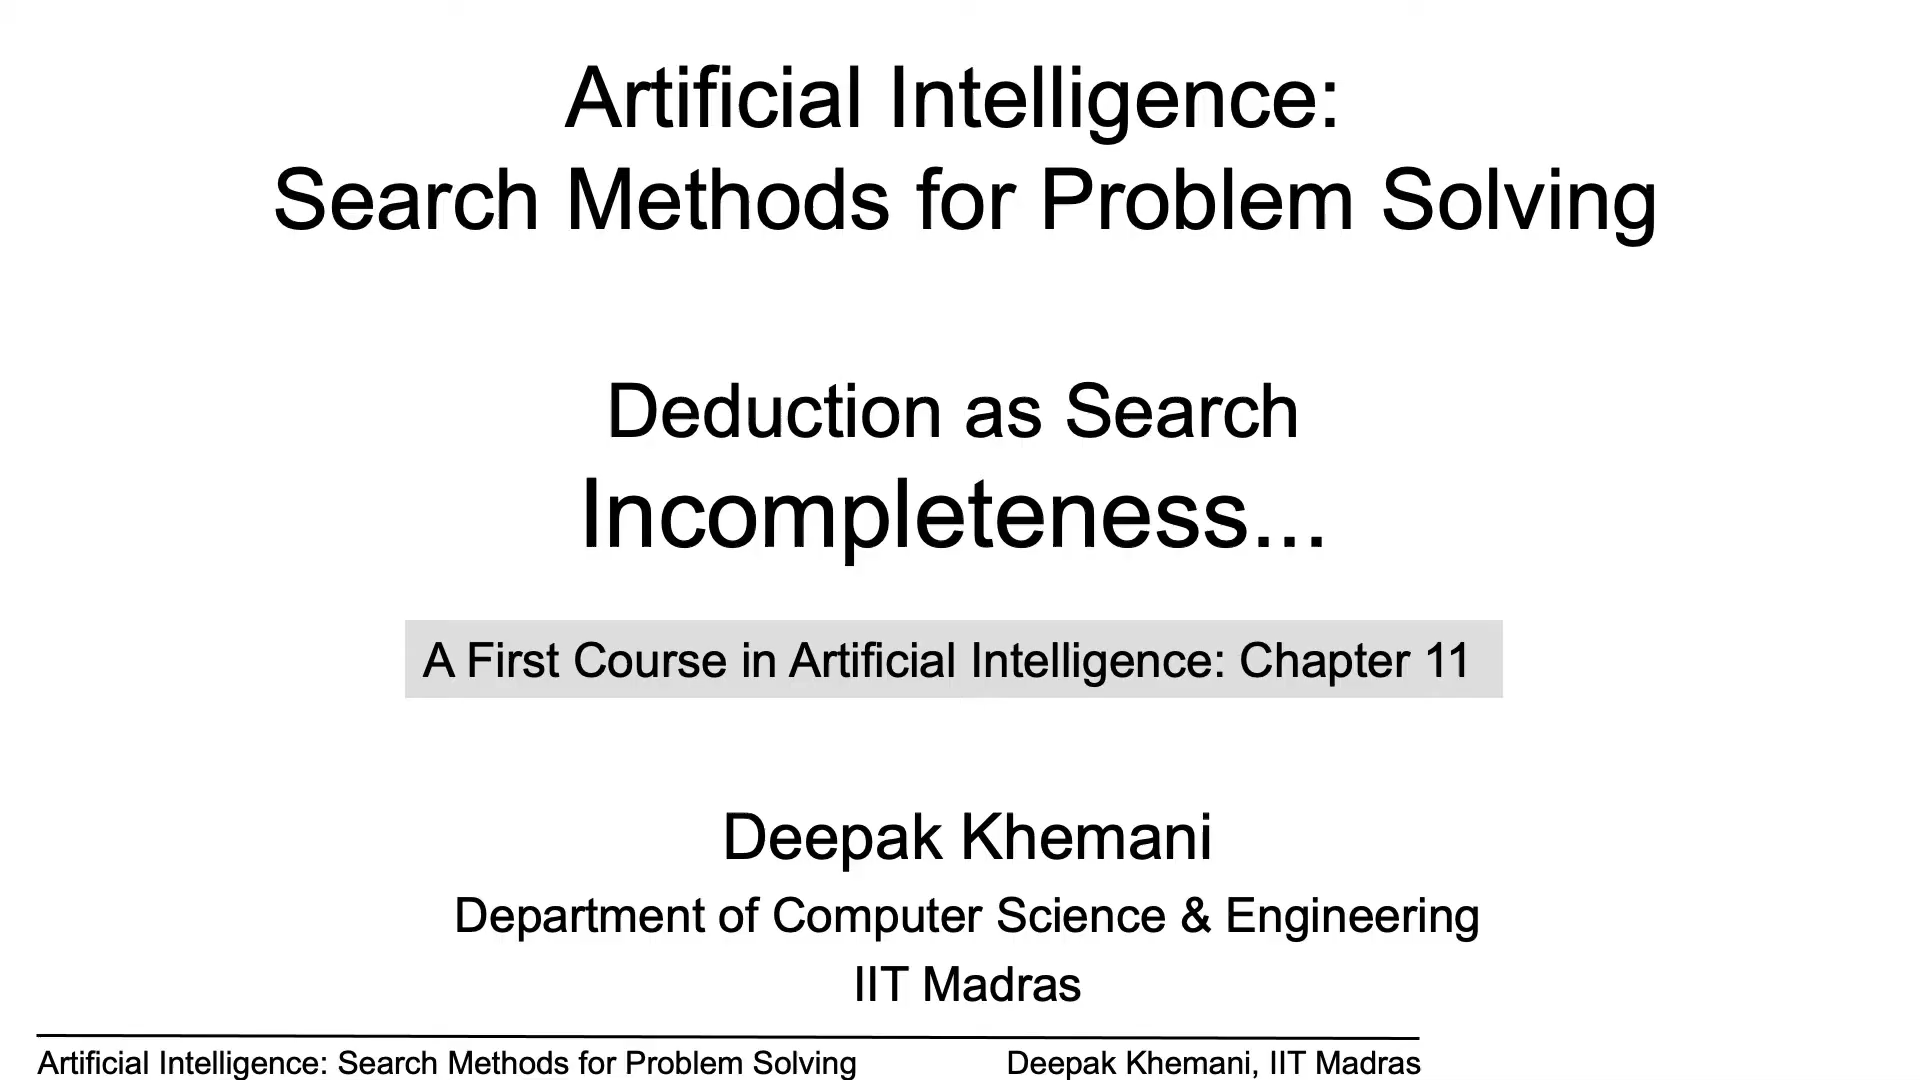 Artificial Intelligence:
Search Methods for Problem Solving
Deduction as Search
Incompleteness...
A First Course in Artificial Intelligence: Chapter 11
Deepak Khemani
Department of Computer Science & Engineering
IIT Madras
Artificial Intelligence: Search Methods for Problem Solving Deepak Khemani, IIT Madras